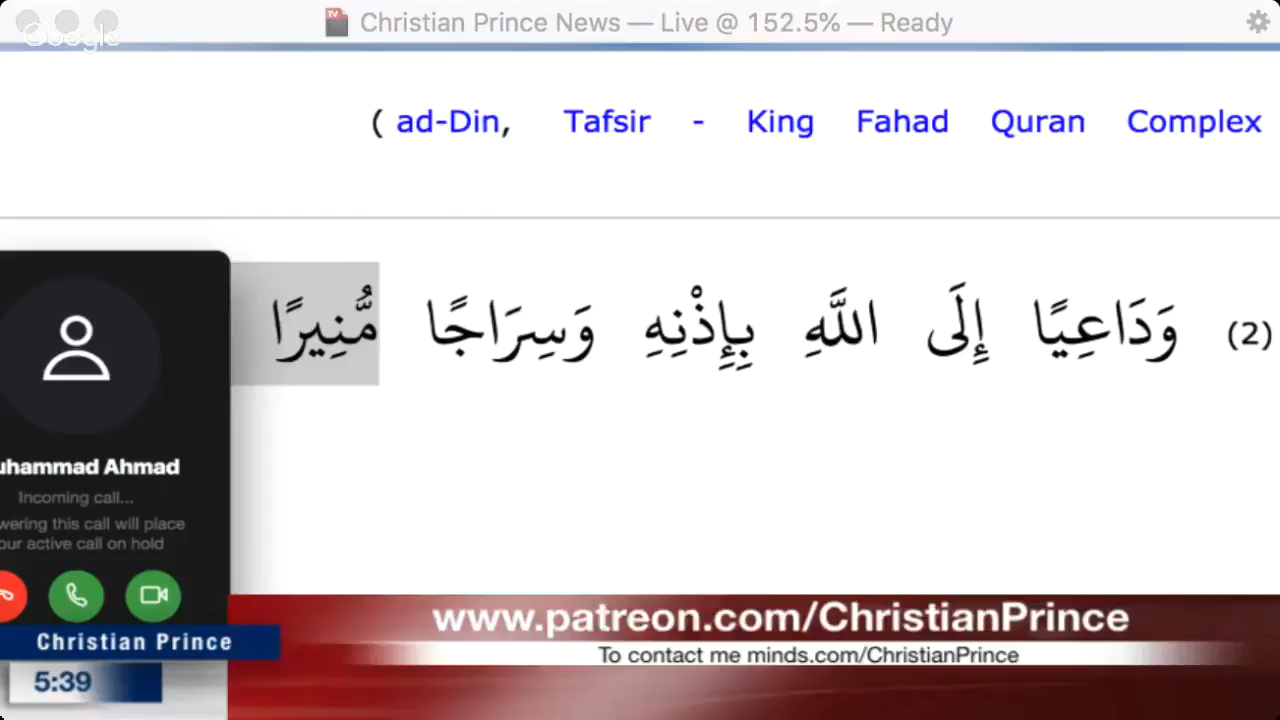 Christian Prince News — Live @ 152.5% — Ready
Google
( ad-Din, Tafsir - King Fahad Quran Complex
(2) وَدَاعِيًا إِلَى اللَّهِ بِإِذْنِهِ وَسِرَاجًا مُّنِيرًا
uhammad Ahmad
Incoming call...
wering this call will place
our active call on hold
www.patreon.com/ChristianPrince
Christian Prince
To contact me minds.com/ChristianPrince
5:39